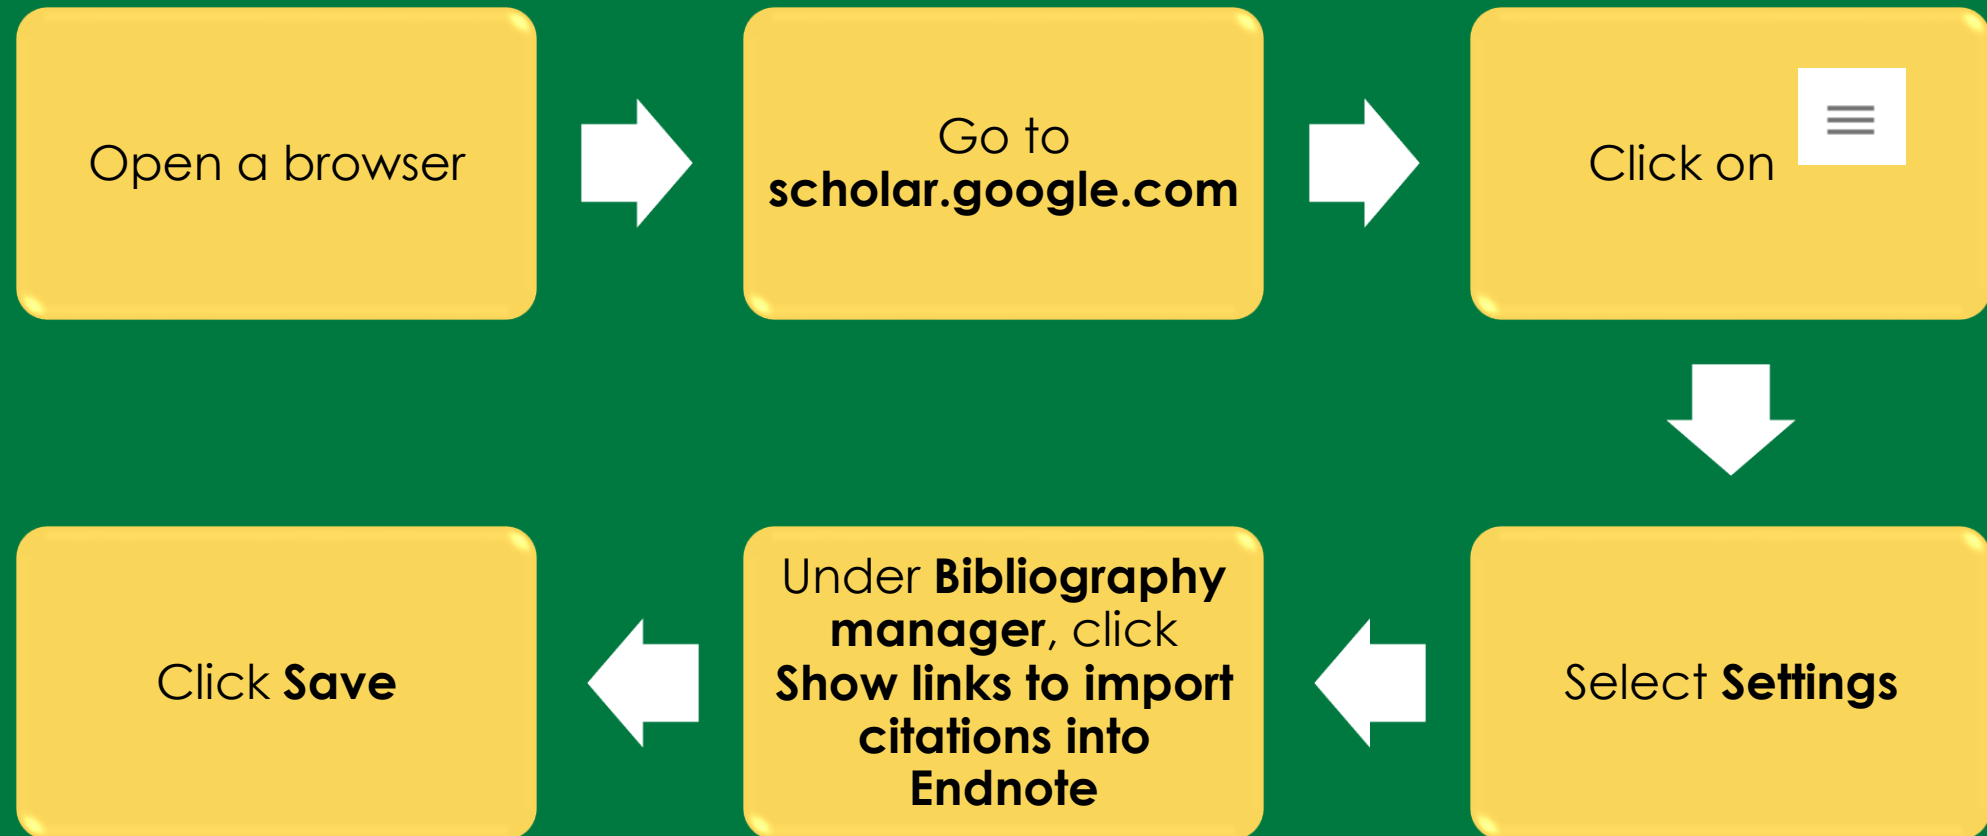 Open a browser
Go to
scholar.google.com
Click on
Select Settings
Under Bibliography
manager, click
Show links to import
citations into
Endnote
Click Save